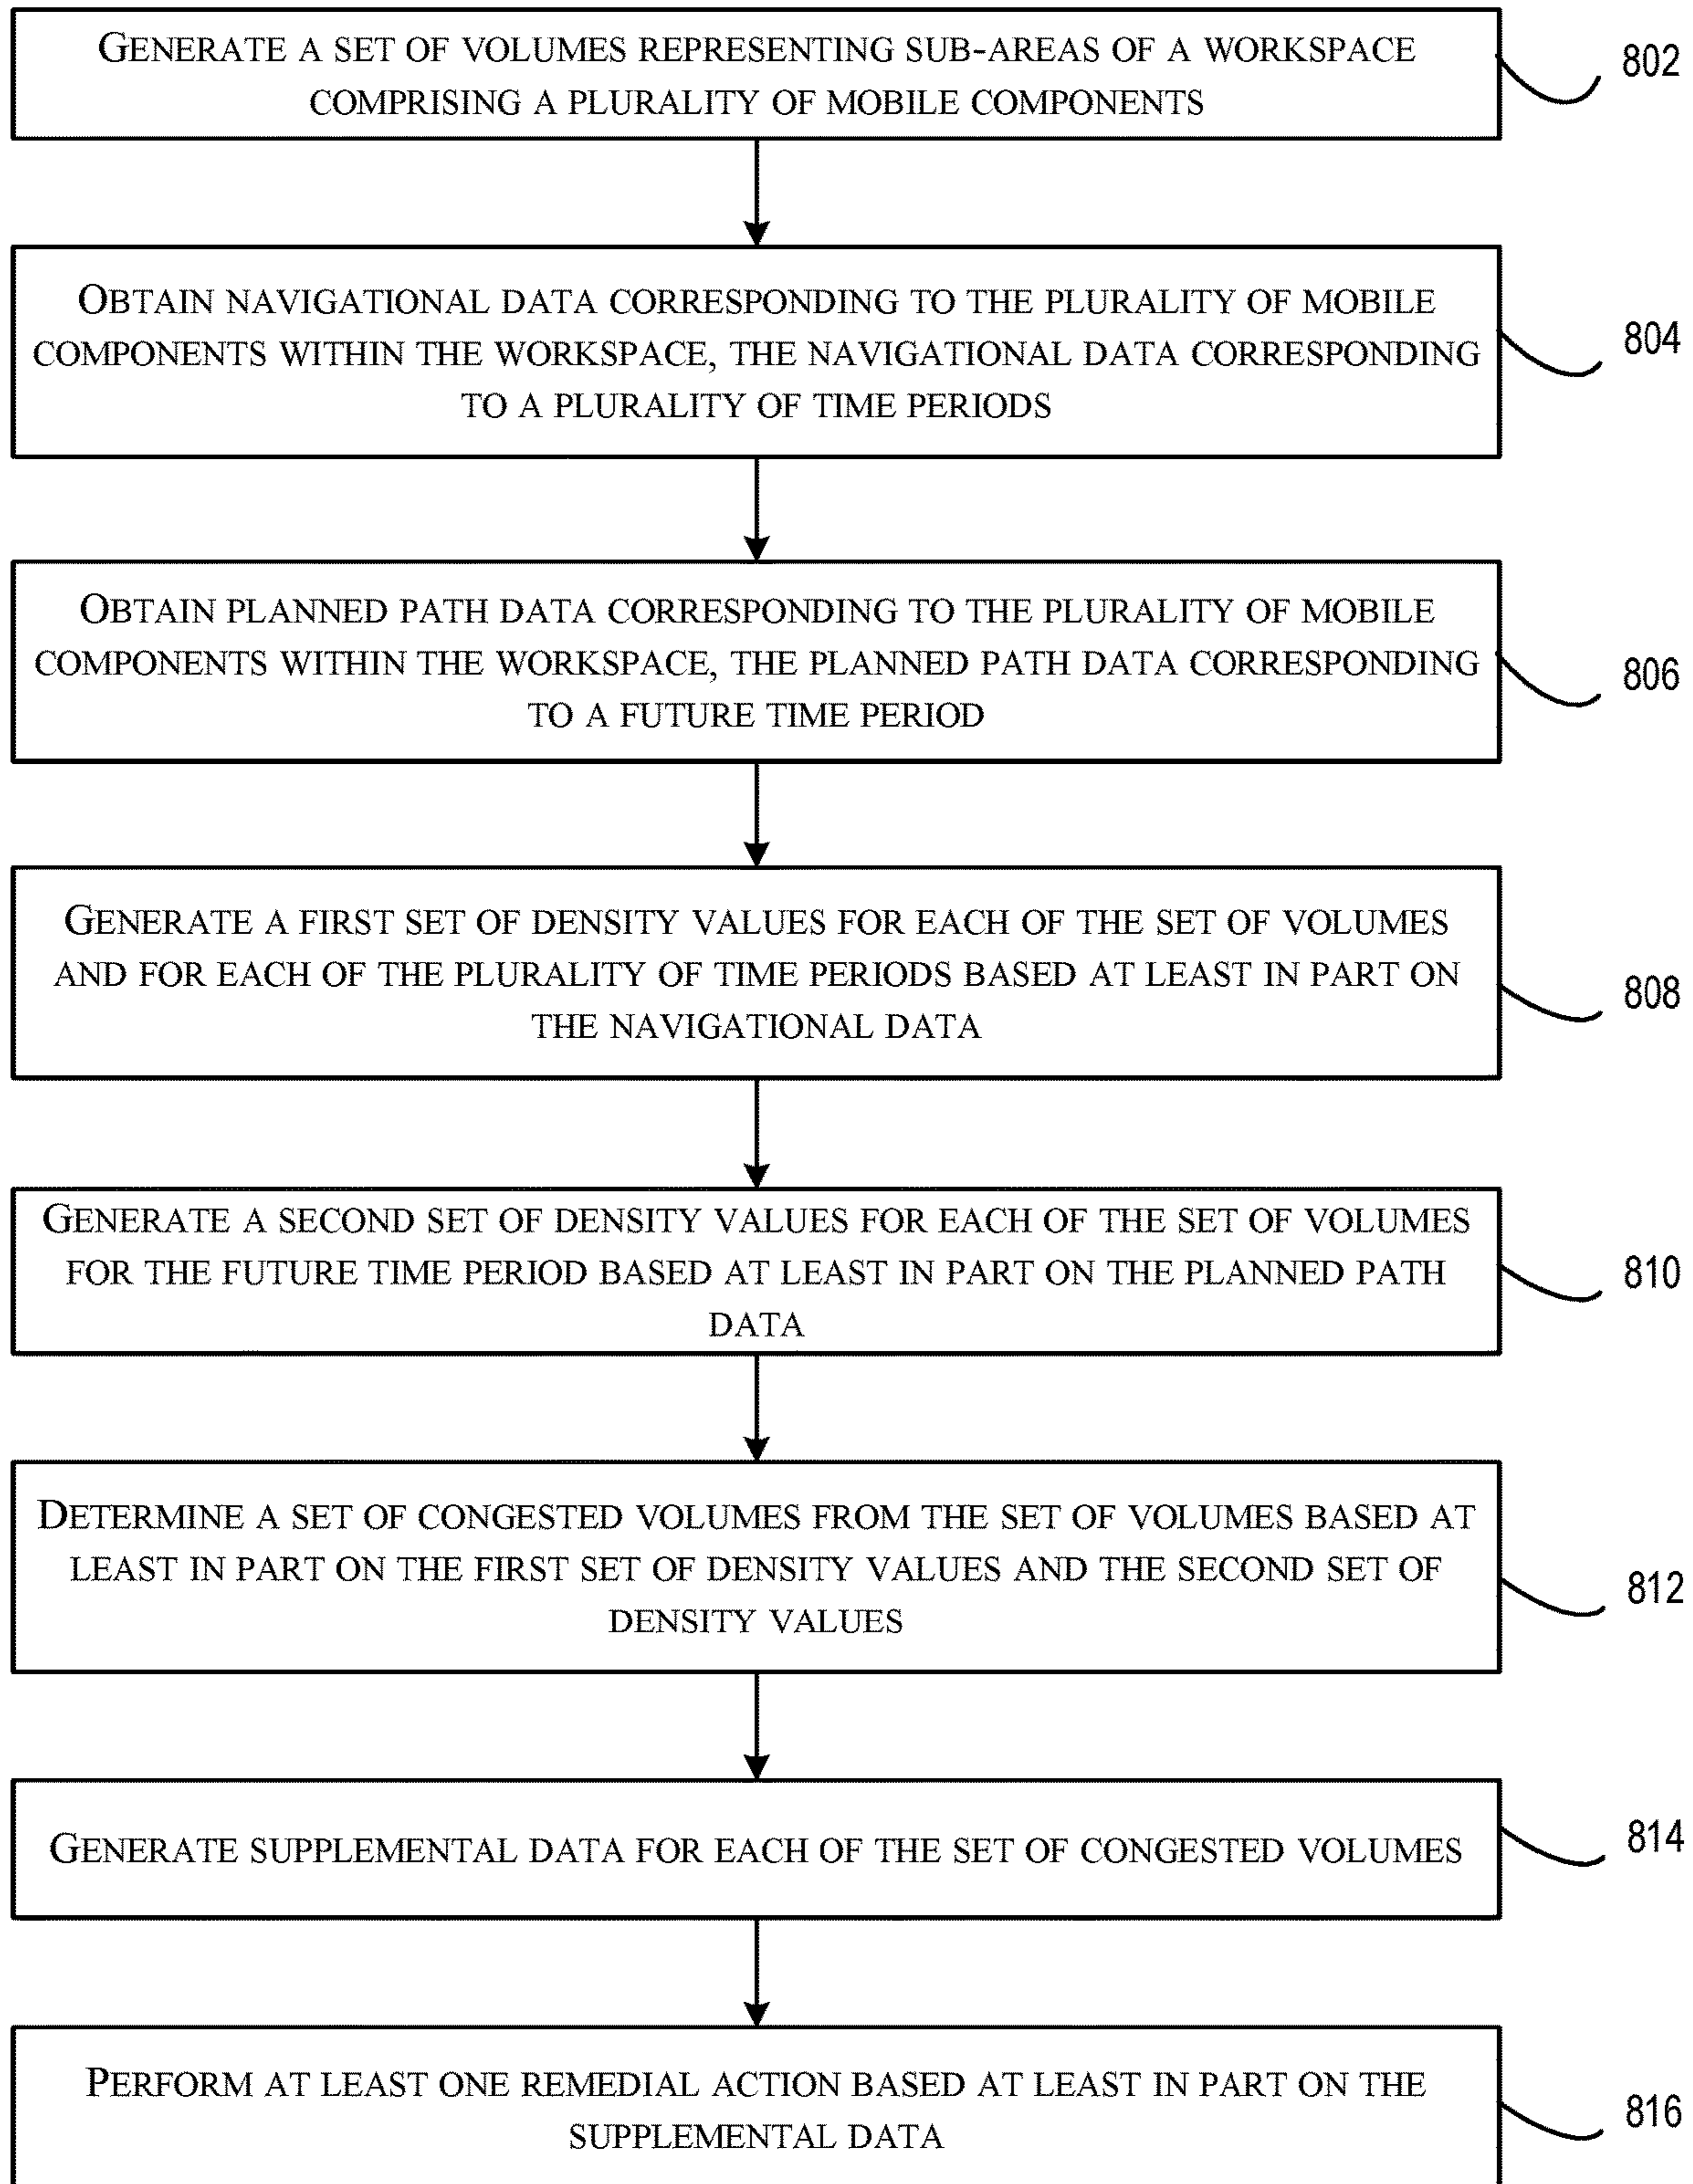 GENERATE A SET OF VOLUMES REPRESENTING SUB-AREAS OF A WORKSPACE
COMPRISING A PLURALITY OF MOBILE COMPONENTS
802
OBTAIN NAVIGATIONAL DATA CORRESPONDING TO THE PLURALITY OF MOBILE
COMPONENTS WITHIN THE WORKSPACE, THE NAVIGATIONAL DATA CORRESPONDING
TO A PLURALITY OF TIME PERIODS
804
OBTAIN PLANNED PATH DATA CORRESPONDING TO THE PLURALITY OF MOBILE
COMPONENTS WITHIN THE WORKSPACE, THE PLANNED PATH DATA CORRESPONDING
TO A FUTURE TIME PERIOD
806
GENERATE A FIRST SET OF DENSITY VALUES FOR EACH OF THE SET OF VOLUMES
AND FOR EACH OF THE PLURALITY OF TIME PERIODS BASED AT LEAST IN PART ON
THE NAVIGATIONAL DATA
808
GENERATE A SECOND SET OF DENSITY VALUES FOR EACH OF THE SET OF VOLUMES
FOR THE FUTURE TIME PERIOD BASED AT LEAST IN PART ON THE PLANNED PATH
DATA
810
DETERMINE A SET OF CONGESTED VOLUMES FROM THE SET OF VOLUMES BASED AT
LEAST IN PART ON THE FIRST SET OF DENSITY VALUES AND THE SECOND SET OF
DENSITY VALUES
812
GENERATE SUPPLEMENTAL DATA FOR EACH OF THE SET OF CONGESTED VOLUMES
814
PERFORM AT LEAST ONE REMEDIAL ACTION BASED AT LEAST IN PART ON THE
SUPPLEMENTAL DATA
816